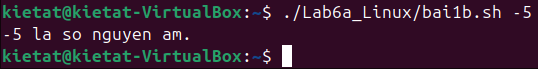 kietat@kietat-VirtualBox:~$ ./Lab6a_Linux/bai1b.sh -5
-5 la so nguyen am.
kietat@kietat-VirtualBox:~$